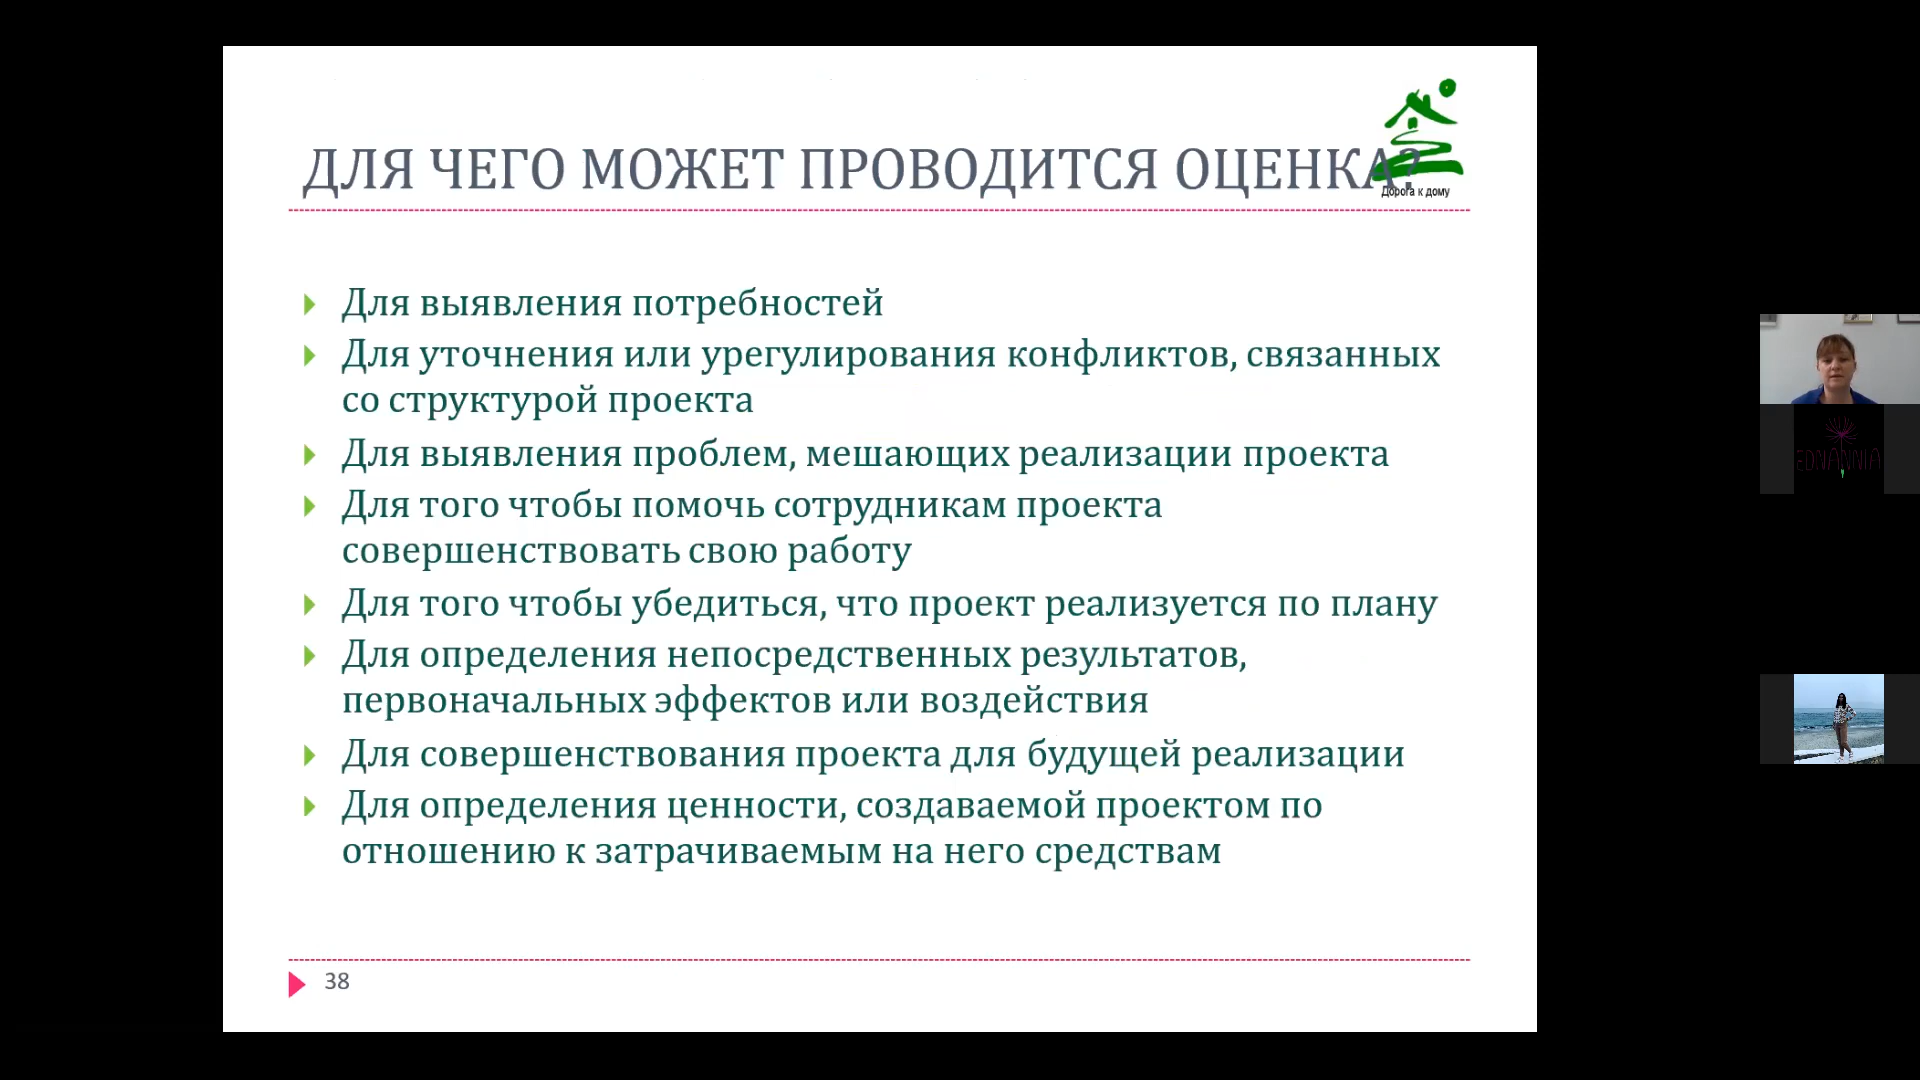 ДЛЯ ЧЕГО МОЖЕТ ПРОВОДИТСЯ ОЦЕНКА?
Дорога к дому
Для выявления потребностей
Для уточнения или урегулирования конфликтов, связанных
со структурой проекта
Для выявления проблем, мешающих реализации проекта
Для того чтобы помочь сотрудникам проекта
совершенствовать свою работу
Для того чтобы убедиться, что проект реализуется по плану
Для определения непосредственных результатов,
первоначальных эффектов или воздействия
Для совершенствования проекта для будущей реализации
Для определения ценности, создаваемой проектом по
отношению к затрачиваемым на него средствам
38
EDNANNIA